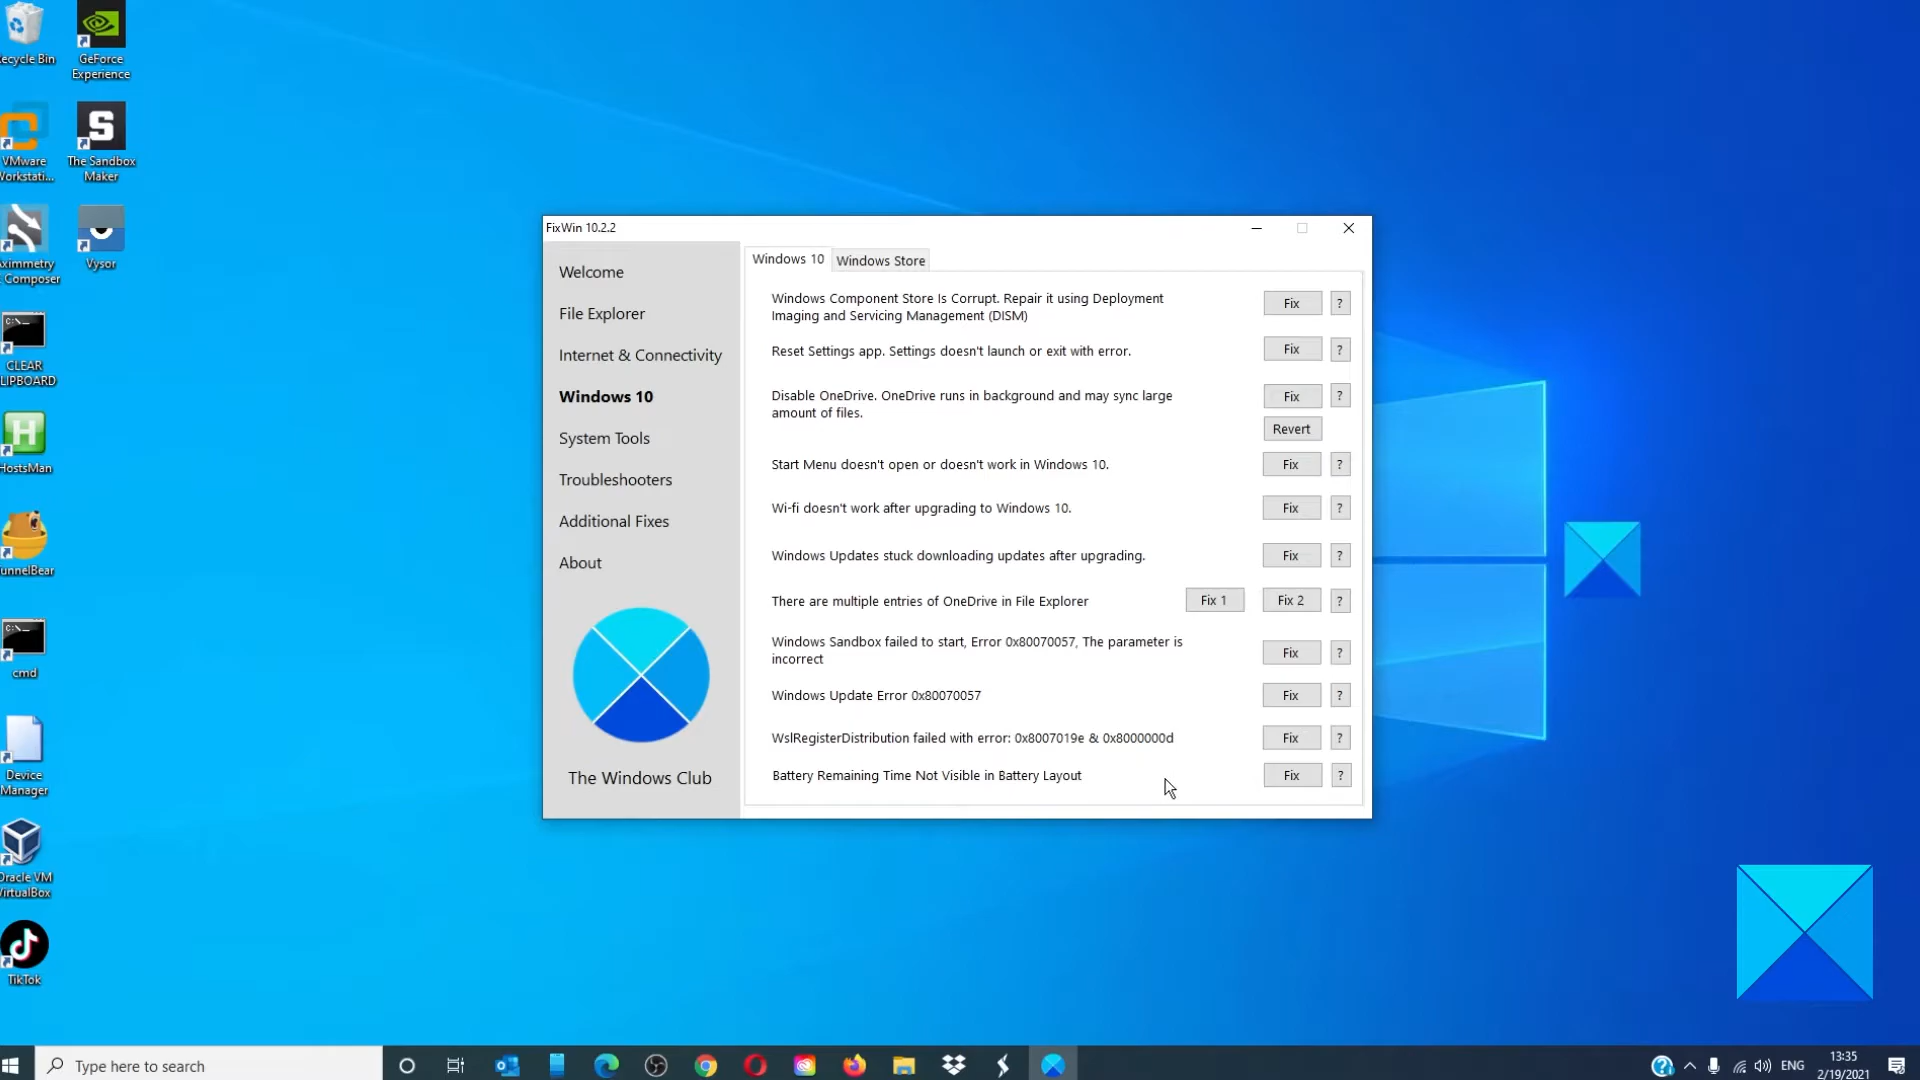 ecycle Bin
GeForce
Experience
VMware
Workstati...
The Sandbox
Maker
Aximmetry
Composer
Vysor
CLEAR
LIPBOARD
HostsMan
unnelBear
cmd
Device
Manager
Oracle VM
VirtualBox
TikTok
FixWin 10.2.2
Welcome
File Explorer
Internet & Connectivity
Windows 10
System Tools
Troubleshooters
Additional Fixes
About
The Windows Club
Windows 10
Windows Store
Windows Component Store Is Corrupt. Repair it using Deployment
Imaging and Servicing Management (DISM)
Fix
?
Reset Settings app. Settings doesn't launch or exit with error.
Fix
?
Disable OneDrive. OneDrive runs in background and may sync large
amount of files.
Fix
?
Revert
Start Menu doesn't open or doesn't work in Windows 10.
Fix
?
Wi-fi doesn't work after upgrading to Windows 10.
Fix
?
Windows Updates stuck downloading updates after upgrading.
Fix
?
There are multiple entries of OneDrive in File Explorer
Fix 1
Fix 2
?
Windows Sandbox failed to start, Error 0x80070057, The parameter is
incorrect
Fix
?
Windows Update Error 0x80070057
Fix
?
WslRegisterDistribution failed with error: 0x8007019e & 0x8000000d
Fix
?
Battery Remaining Time Not Visible in Battery Layout
Fix
?
Type here to search
ENG
13:35
2/19/2021